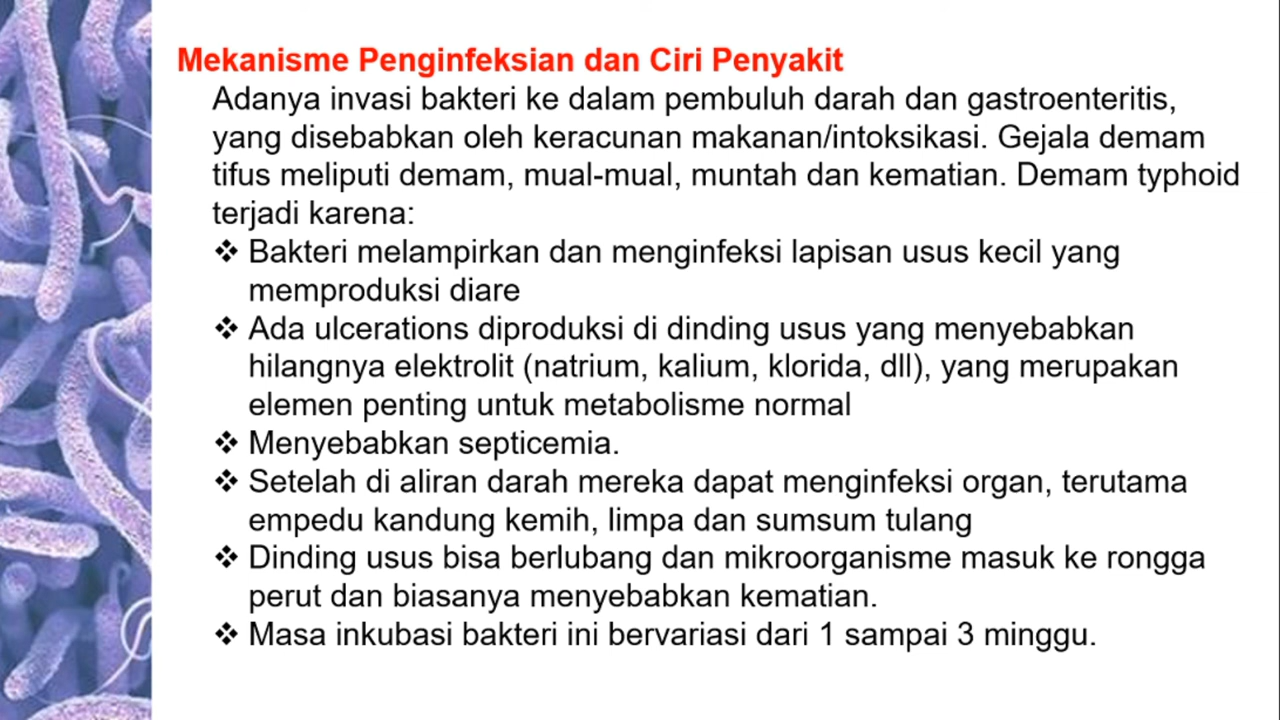 Mekanisme Penginfeksian dan Ciri Penyakit
Adanya invasi bakteri ke dalam pembuluh darah dan gastroenteritis,
yang disebabkan oleh keracunan makanan/intoksikasi. Gejala demam
tifus meliputi demam, mual-mual, muntah dan kematian. Demam typhoid
terjadi karena:
❖ Bakteri melampirkan dan menginfeksi lapisan usus kecil yang
memproduksi diare
❖ Ada ulcerations diproduksi di dinding usus yang menyebabkan
hilangnya elektrolit (natrium, kalium, klorida, dll), yang merupakan
elemen penting untuk metabolisme normal
❖ Menyebabkan septicemia.
❖ Setelah di aliran darah mereka dapat menginfeksi organ, terutama
empedu kandung kemih, limpa dan sumsum tulang
❖ Dinding usus bisa berlubang dan mikroorganisme masuk ke rongga
perut dan biasanya menyebabkan kematian.
❖ Masa inkubasi bakteri ini bervariasi dari 1 sampai 3 minggu.